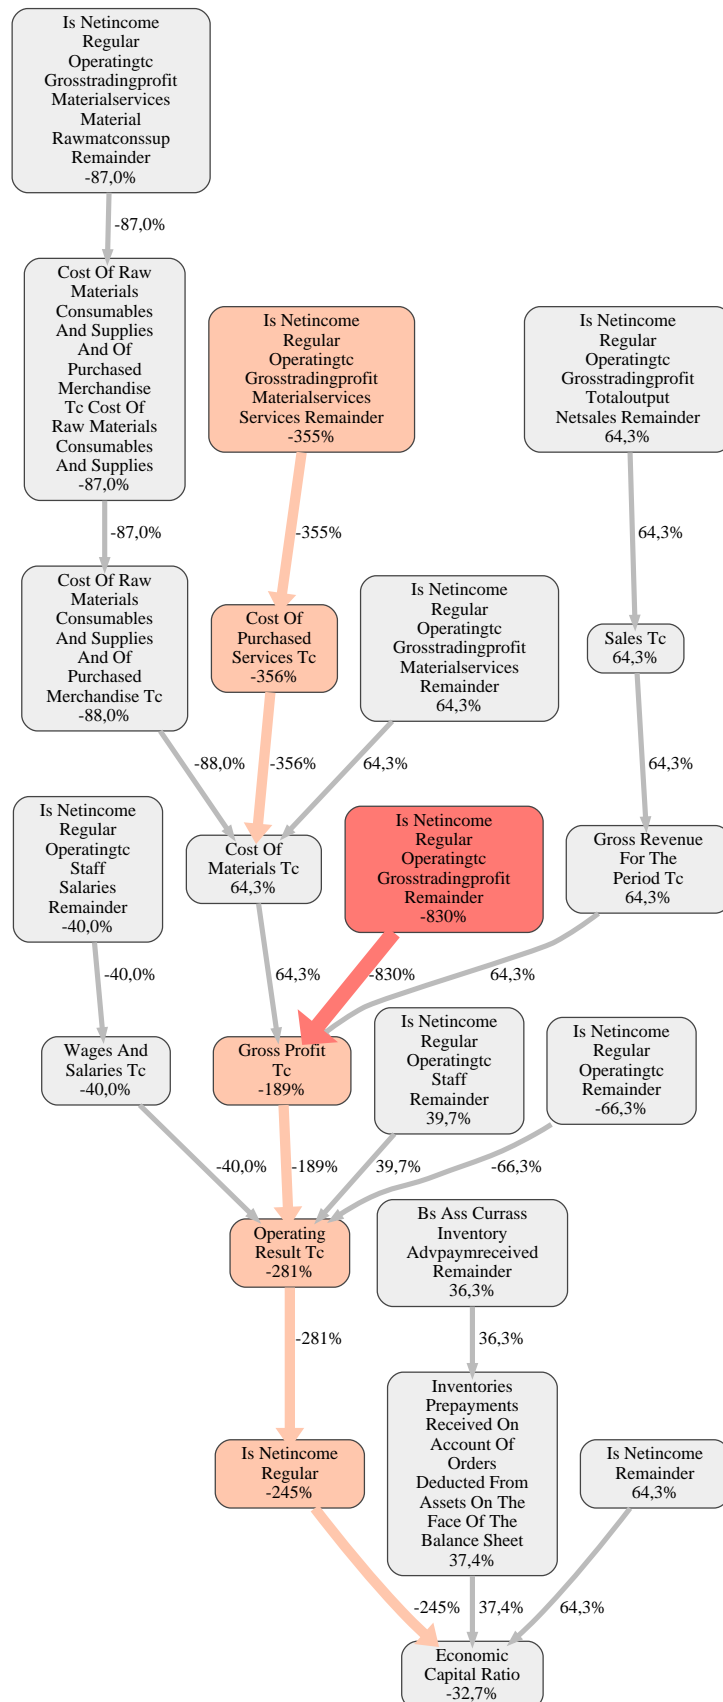 Is Netincome
Regular
Operatingtc
Grosstradingprofit
Materialservices
Material
Rawmatconssup
Remainder
-87,0%
-87,0%
Cost Of Raw
Materials
Consumables
And Supplies
And Of
Purchased
Merchandise
Tc Cost Of
Raw Materials
Consumables
And Supplies
-87,0%
Is Netincome
Regular
Operatingtc
Grosstradingprofit
Materialservices
Services Remainder
-355%
Is Netincome
Regular
Operatingtc
Grosstradingprofit
Totaloutput
Netsales Remainder
64,3%
-87,0%
-355%
64,3%
Cost Of Raw
Materials
Consumables
And Supplies
And Of
Purchased
Merchandise Tc
-88,0%
Cost Of
Purchased
Services Tc
-356%
Is Netincome
Regular
Operatingtc
Grosstradingprofit
Materialservices
Remainder
64,3%
Sales Tc
64,3%
-88,0%
-356%
64,3%
64,3%
Is Netincome
Regular
Operatingtc
Staff
Salaries
Remainder
-40,0%
Cost Of
Materials Tc
64,3%
Is Netincome
Regular
Operatingtc
Grosstradingprofit
Remainder
-830%
Gross Revenue
For The
Period Tc
64,3%
-40,0%
64,3%
-830%
64,3%
Wages And
Salaries Tc
-40,0%
Gross Profit
Tc
-189%
Is Netincome
Regular
Operatingtc
Staff
Remainder
39,7%
Is Netincome
Regular
Operatingtc
Remainder
-66,3%
-40,0%
-189%
39,7%
-66,3%
Operating
Result Tc
-281%
Bs Ass Currass
Inventory
Advpaymreceived
Remainder
36,3%
-281%
36,3%
Is Netincome
Regular
-245%
Inventories
Prepayments
Received On
Account Of
Orders
Deducted From
Assets On The
Face Of The
Balance Sheet
37,4%
Is Netincome
Remainder
64,3%
-245%
37,4%
64,3%
Economic
Capital Ratio
-32,7%